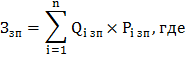 З_зп = ∑_{i=1}^{n} Q_{i зп} × P_{i зп}, где